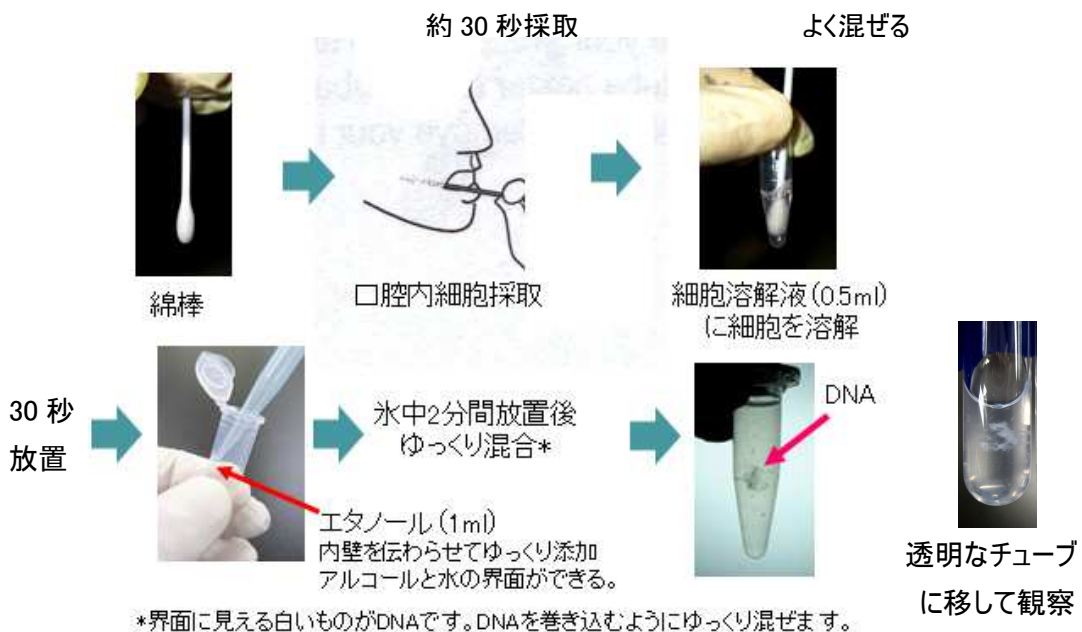 約 30 秒採取
よく混ぜる
綿棒
口腔内細胞採取
細胞溶解液(0.5ml)
に細胞を溶解
30 秒
放置
氷中2分間放置後
ゆっくり混合*
DNA
エタノール(1ml)
内壁を伝わらせてゆっくり添加
アルコールと水の界面ができる。
透明なチューブ
に移して観察
*界面に見える白いものがDNAです。DNAを巻き込むようにゆっくり混ぜます。